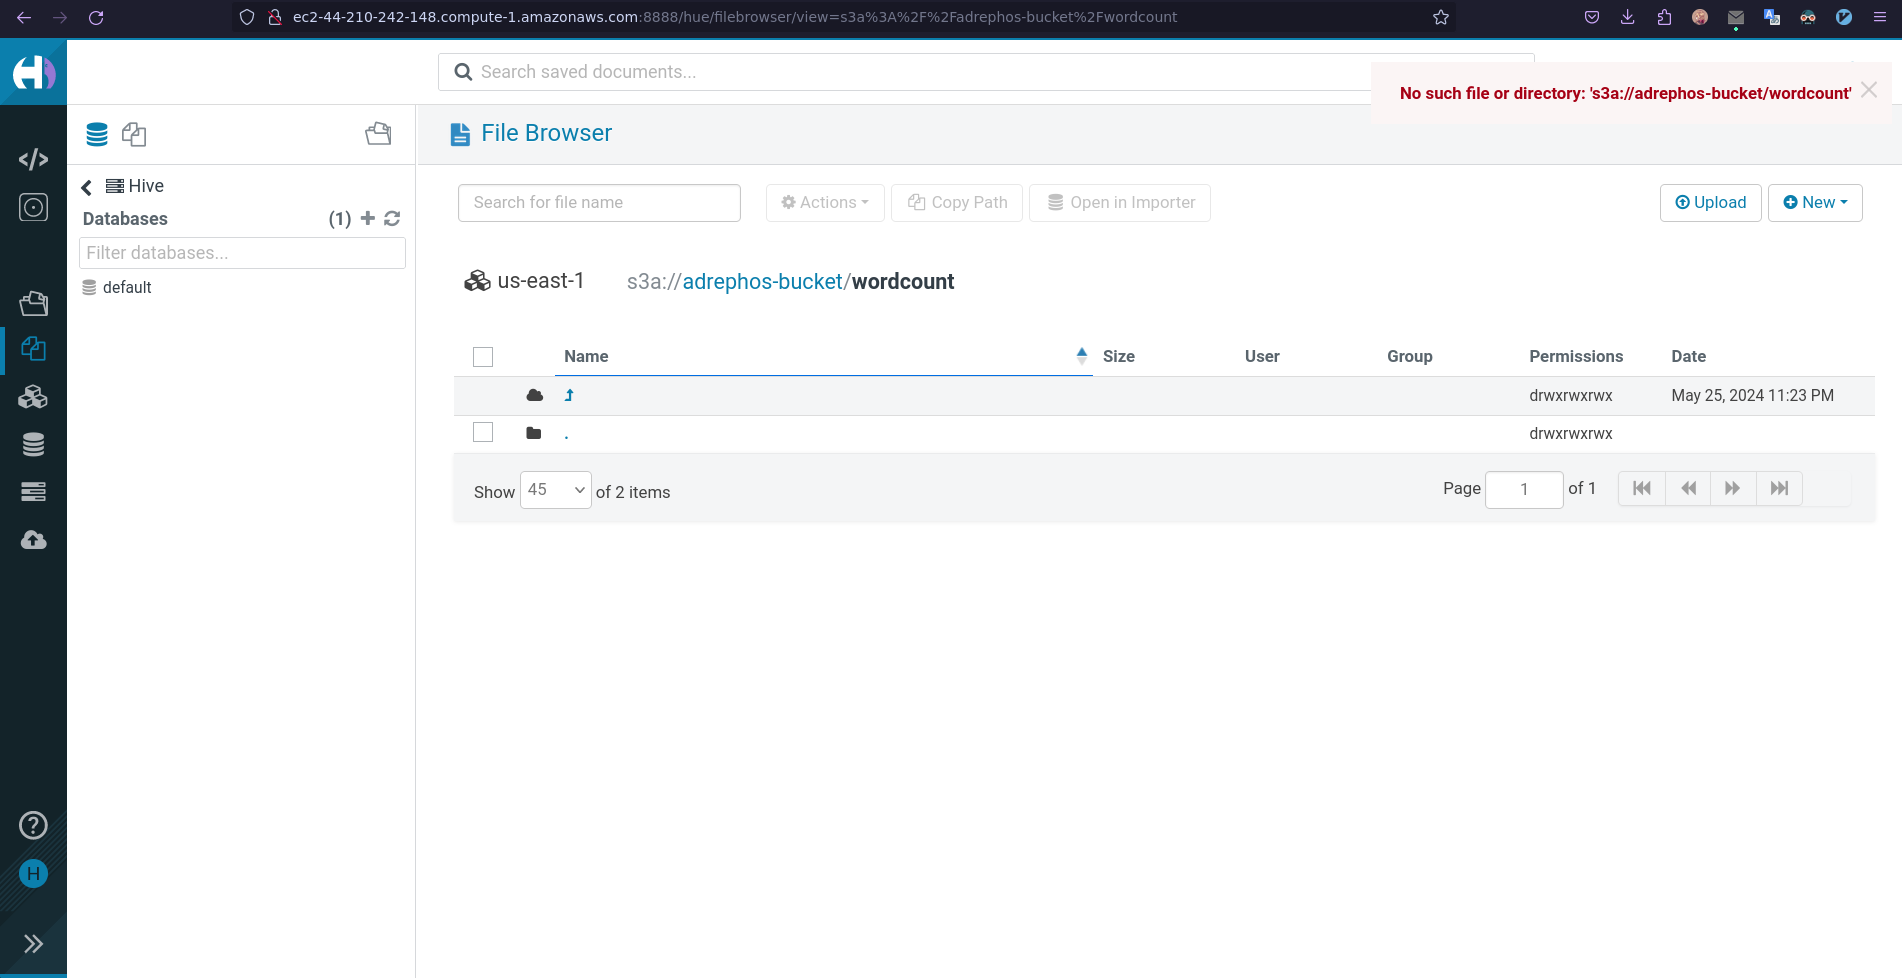 ec2-44-210-242-148.compute-1.amazonaws.com:8888/hue/filebrowser/view=s3a%3A%2F%2Fadrephos-bucket%2Fwordcount
Search saved documents...
No such file or directory: 's3a://adrephos-bucket/wordcount'
File Browser
Hive
Databases (1)
Filter databases...
default
Search for file name Actions Copy Path Open in Importer Upload New
us-east-1 s3a://adrephos-bucket/wordcount
Name Size User Group Permissions Date
drwxrwxrwx May 25, 2024 11:23 PM
. drwxrwxrwx
Show 45 of 2 items Page 1 of 1
H